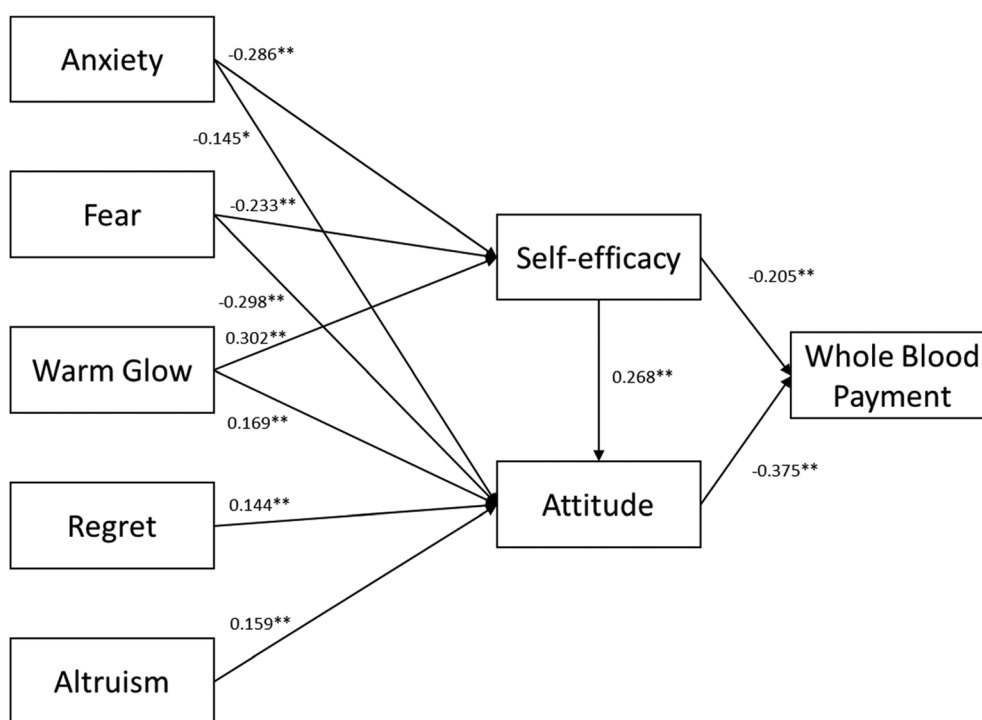 Anxiety
-0.286**
-0.145*
Fear
-0.233**
Self-efficacy
-0.205**
-0.298**
0.302**
Warm Glow
Whole Blood
Payment
0.268**
0.169**
-0.375**
0.144**
Regret
Attitude
0.159**
Altruism